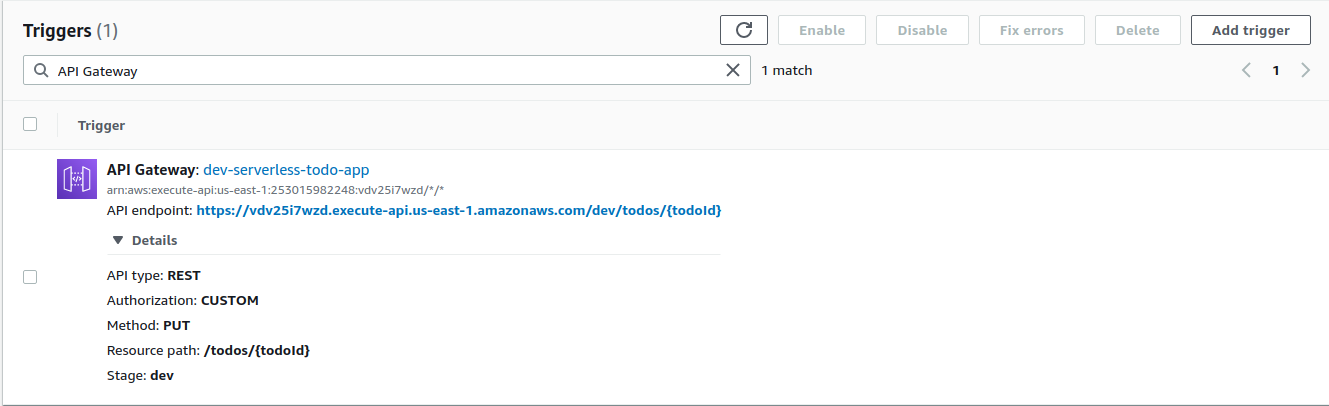 Triggers (1)
Enable
Disable
Fix errors
Delete
Add trigger
API Gateway
1 match
1
Trigger
API Gateway: dev-serverless-todo-app
arn:aws:execute-api:us-east-1:253015982248:vdv25i7wzd/*/*
API endpoint: https://vdv25i7wzd.execute-api.us-east-1.amazonaws.com/dev/todos/{todoId}
Details
API type: REST
Authorization: CUSTOM
Method: PUT
Resource path: /todos/{todoId}
Stage: dev